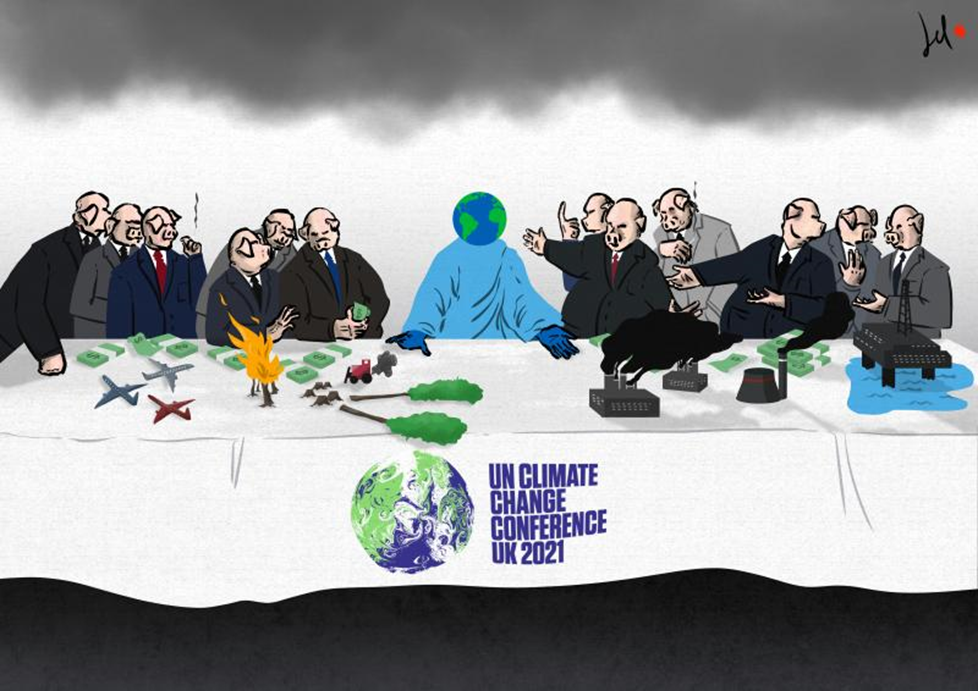 UN CLIMATE
CHANGE
CONFERENCE
UK 2021